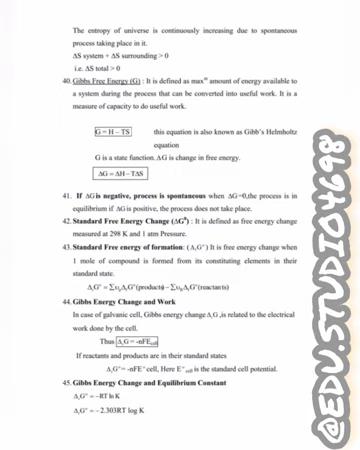 The entropy of universe is continuously increasing due to spontaneous
process taking place in it.
ΔS system + ΔS surrounding > 0
i.e. ΔS total > 0
40. Gibbs Free Energy (G) : It is defined as maxᵐ amount of energy available to
a system during the process that can be converted into useful work. It is a
measure of capacity to do useful work.
G = H – TS this equation is also known as Gibb's Helmholtz
equation
G is a state function. ΔG is change in free energy.
ΔG = ΔH – TΔS
41. If ΔG is negative, process is spontaneous when ΔG=0,the process is in
equilibrium if ΔG is positive, the process does not take place.
42. Standard Free Energy Change (ΔG⁰) : It is defined as free energy change
measured at 298 K and 1 atm Pressure.
43. Standard Free energy of formation: (ΔfG°) It is free energy change when
1 mole of compound is formed from its constituting elements in their
standard state.
ΔrG° = ΣυpΔfG°(products) – ΣυRΔfG°(reactants)
44. Gibbs Energy Change and Work
In case of galvanic cell, Gibbs energy change ΔrG ,is related to the electrical
work done by the cell.
Thus ΔrG = -nFEcell
If reactants and products are in their standard states
ΔrG° = -nFE° cell, Here E°cell is the standard cell potential.
45. Gibbs Energy Change and Equilibrium Constant
ΔrG° = –RT ln K
ΔrG° = – 2.303RT log K
@EDU.STUDIO4698